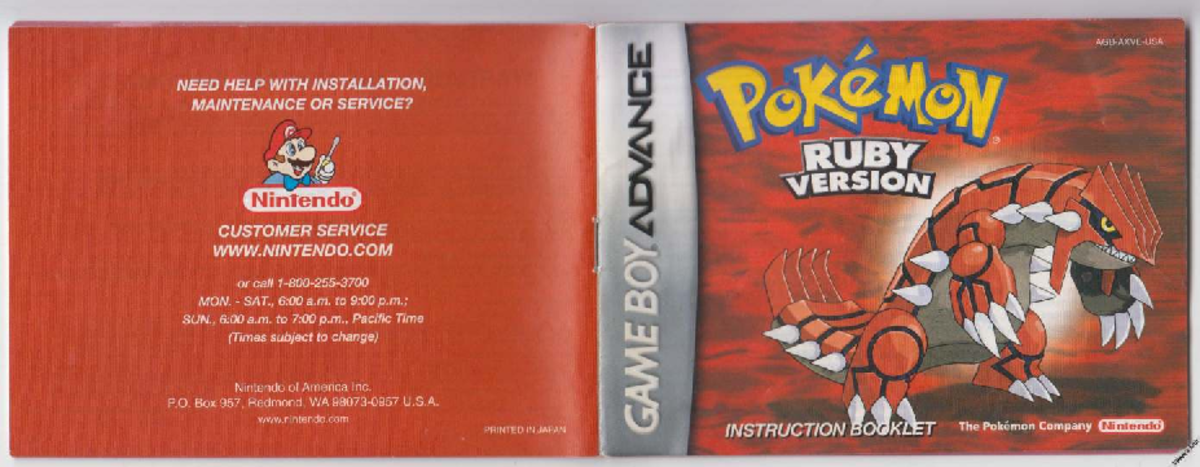 NEED HELP WITH INSTALLATION,
MAINTENANCE OR SERVICE?
Nintendo®
CUSTOMER SERVICE
WWW.NINTENDO.COM
or call 1-800-255-3700
MON. - SAT., 6:00 a.m. to 9:00 p.m.;
SUN., 6:00 a.m. to 7:00 p.m., Pacific Time
(Times subject to change)
Nintendo of America Inc.
P.O. Box 957, Redmond, WA 98073-0957 U.S.A.
www.nintendo.com
PRINTED IN JAPAN
GAME BOY ADVANCE
AGB-AXVE-USA
POKéMON
RUBY
VERSION
INSTRUCTION BOOKLET
The Pokémon Company
Nintendo